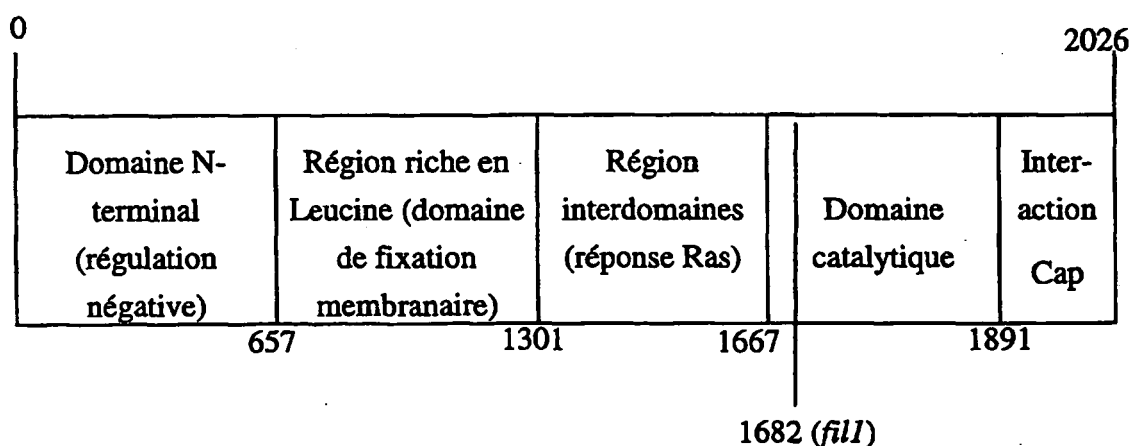 0
2026
Domaine N-
terminal
(régulation
négative)
Région riche en
Leucine (domaine
de fixation
membranaire)
Région
interdomaines
(réponse Ras)
Domaine
catalytique
Inter-
action
Cap
657
1301
1667
1891
1682 (fil1)